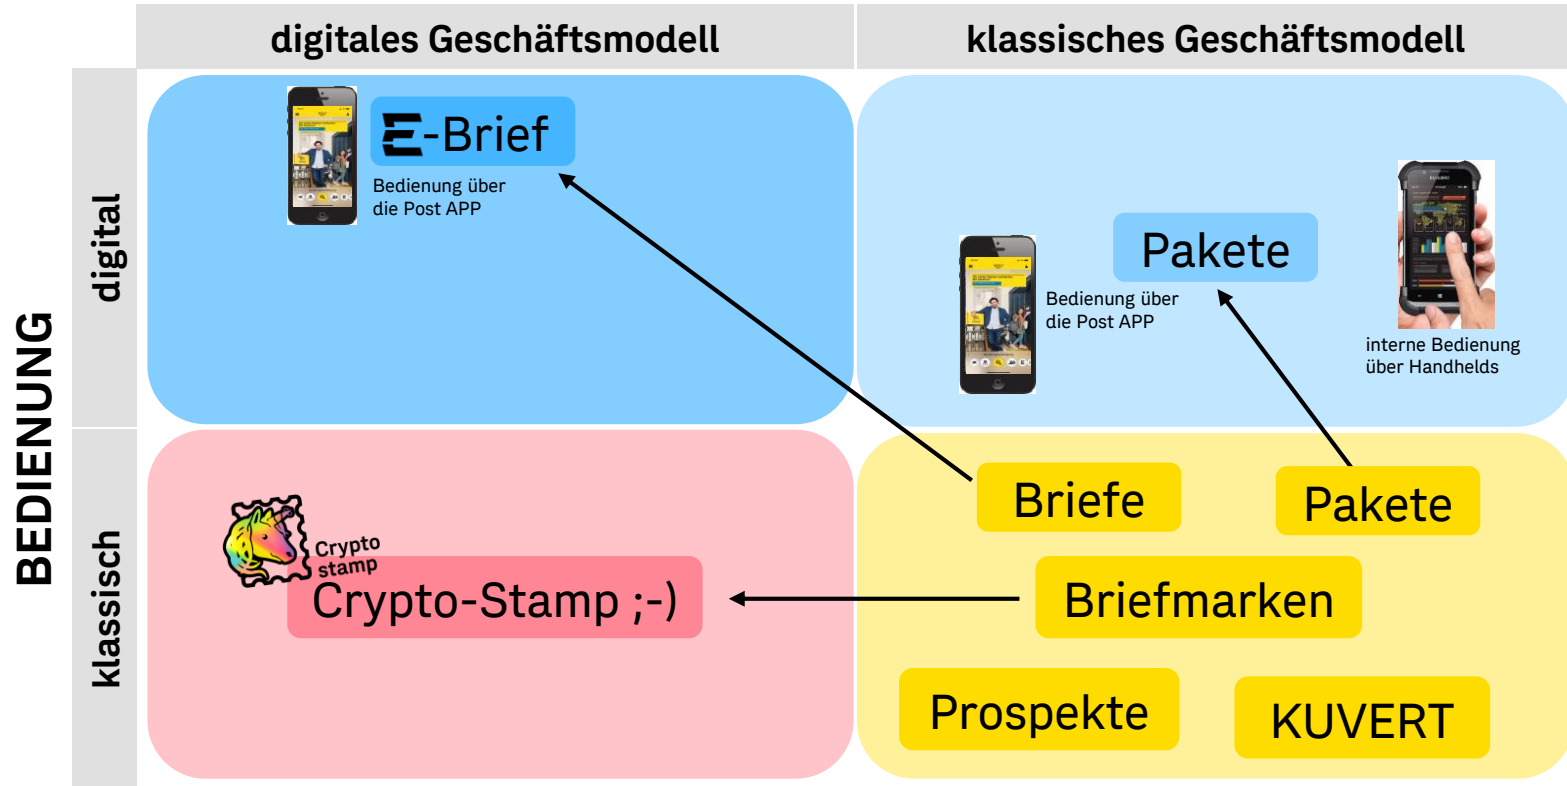 digitales Geschäftsmodell
klassisches Geschäftsmodell
BEDIENUNG
digital
E-Brief
Bedienung über
die Post APP
Pakete
Bedienung über
die Post APP
interne Bedienung
über Handhelds
klassisch
Crypto
stamp
Crypto-Stamp ;-)
Briefe
Pakete
Briefmarken
Prospekte
KUVERT